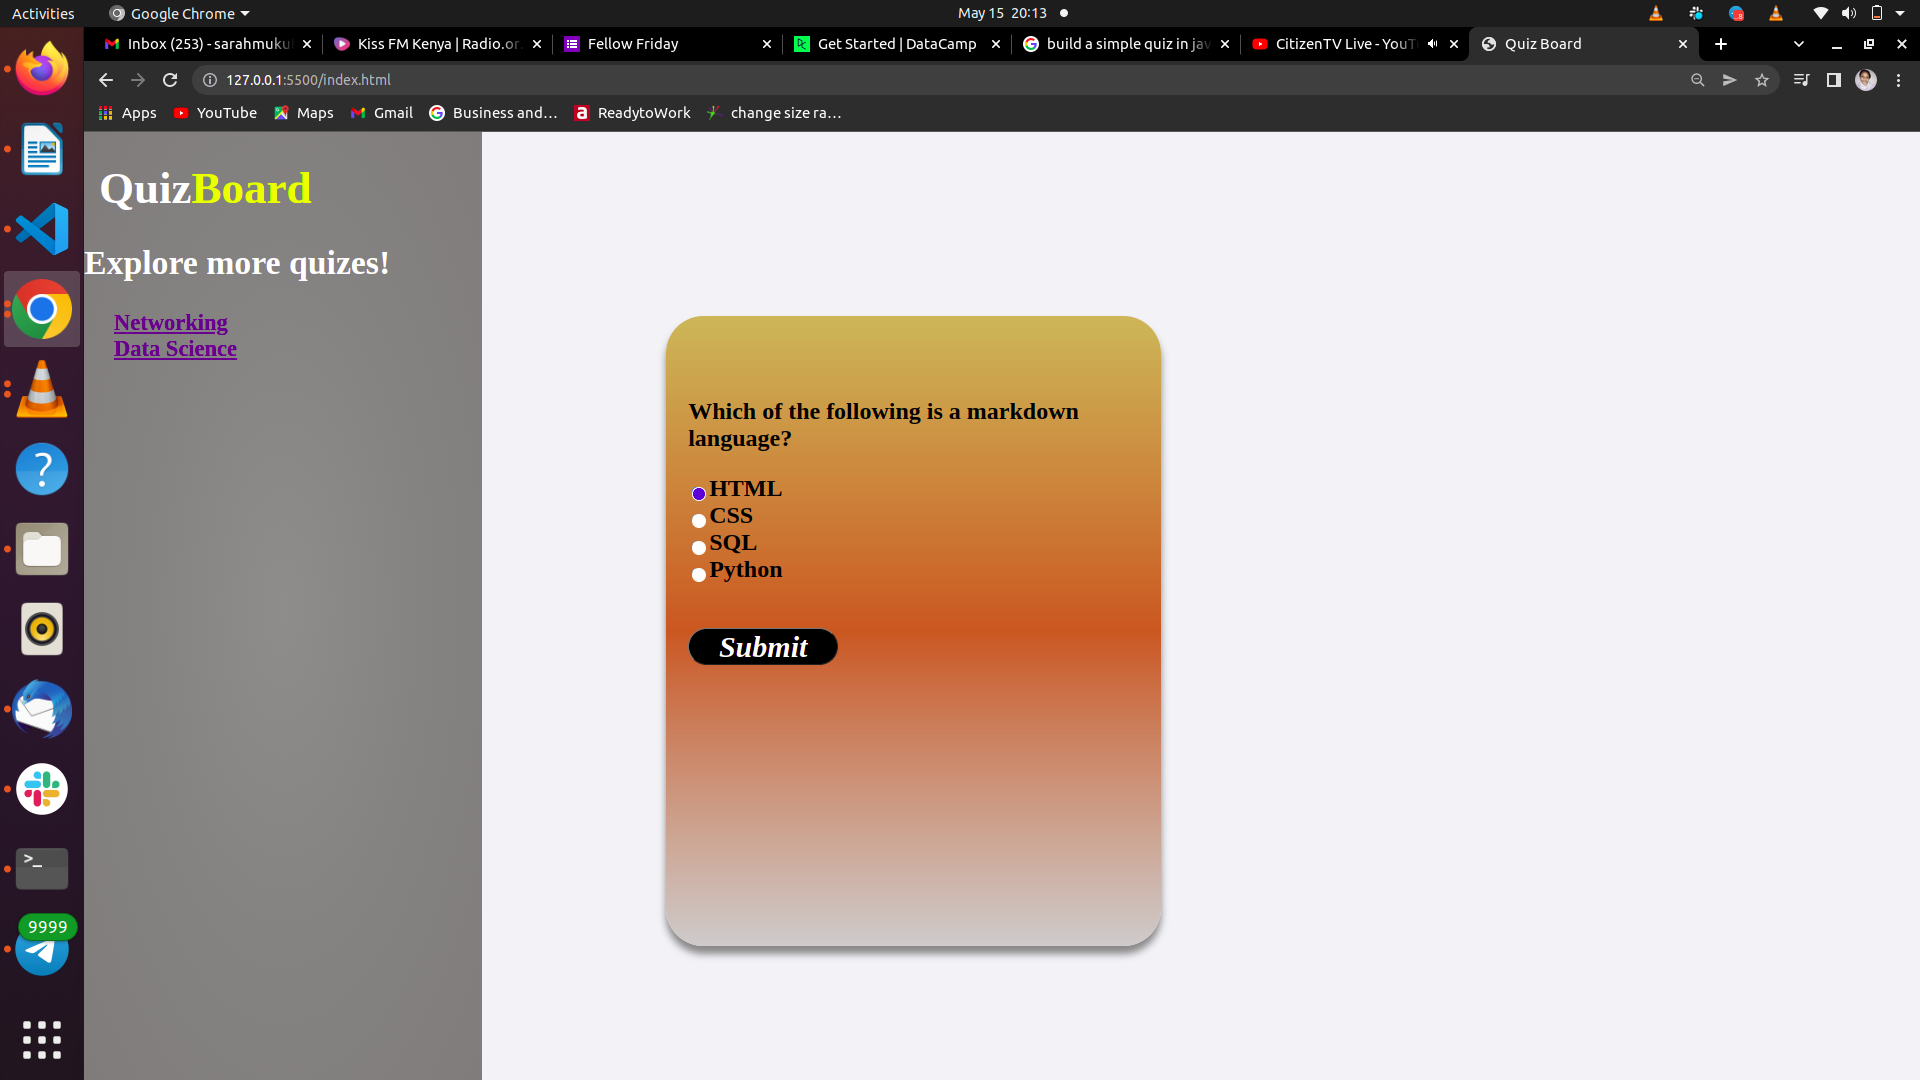 Activities
Google Chrome
May 15 20:13
Inbox (253) - sarahmuku
Kiss FM Kenya | Radio.or
Fellow Friday
Get Started | DataCamp
build a simple quiz in jav
CitizenTV Live - YouT
Quiz Board
127.0.0.1:5500/index.html
Apps
YouTube
Maps
Gmail
Business and…
ReadytoWork
change size ra…
QuizBoard
Explore more quizes!
Networking
Data Science
Which of the following is a markdown
language?
HTML
CSS
SQL
Python
Submit
9999